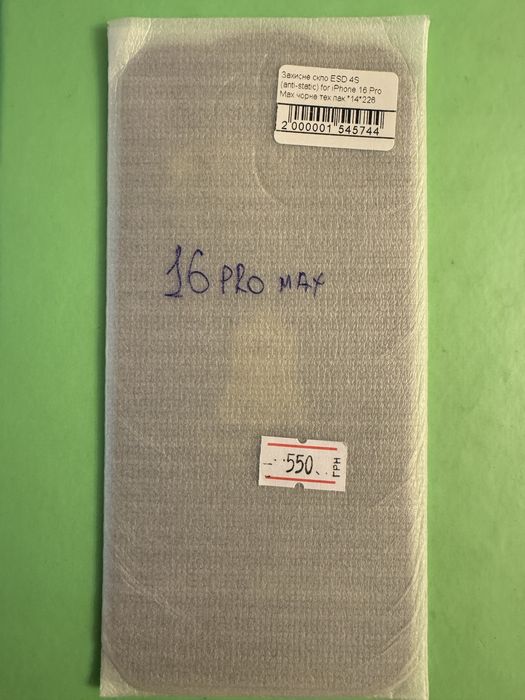 Захисне скло ESD 4S
(anti-static) for iPhone 16 Pro
Max чорне тех пак *14*226
2 000001 545744
16 PRO MAX
550 ГРН